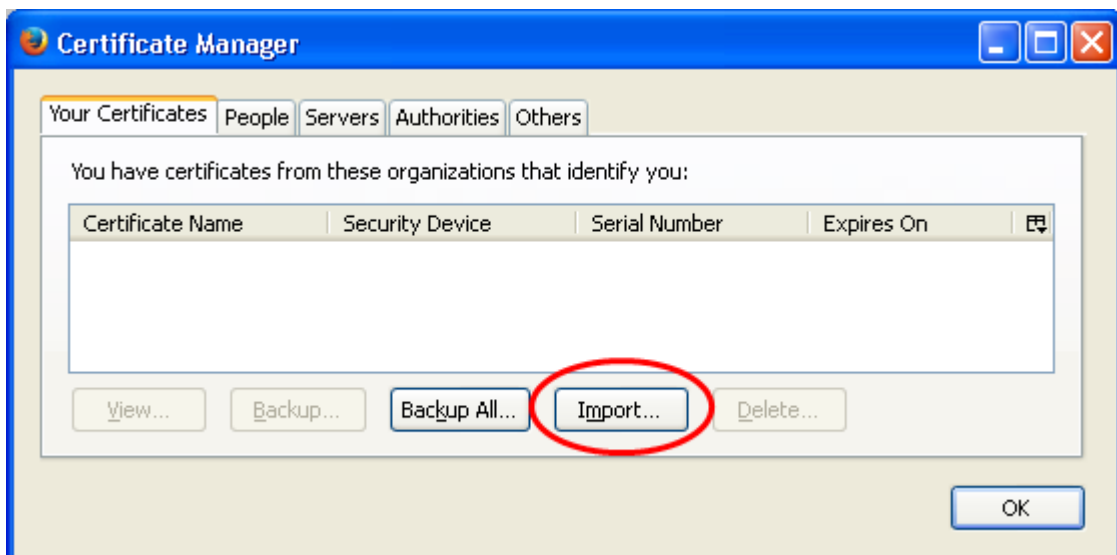 Certificate Manager
Your Certificates People Servers Authorities Others
You have certificates from these organizations that identify you:
Certificate Name Security Device Serial Number Expires On
View... Backup... Backup All... Import... Delete...
OK